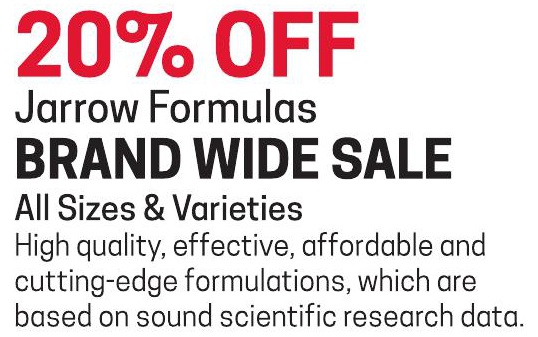 20% OFF
Jarrow Formulas
BRAND WIDE SALE
All Sizes & Varieties
High quality, effective, affordable and
cutting-edge formulations, which are
based on sound scientific research data.